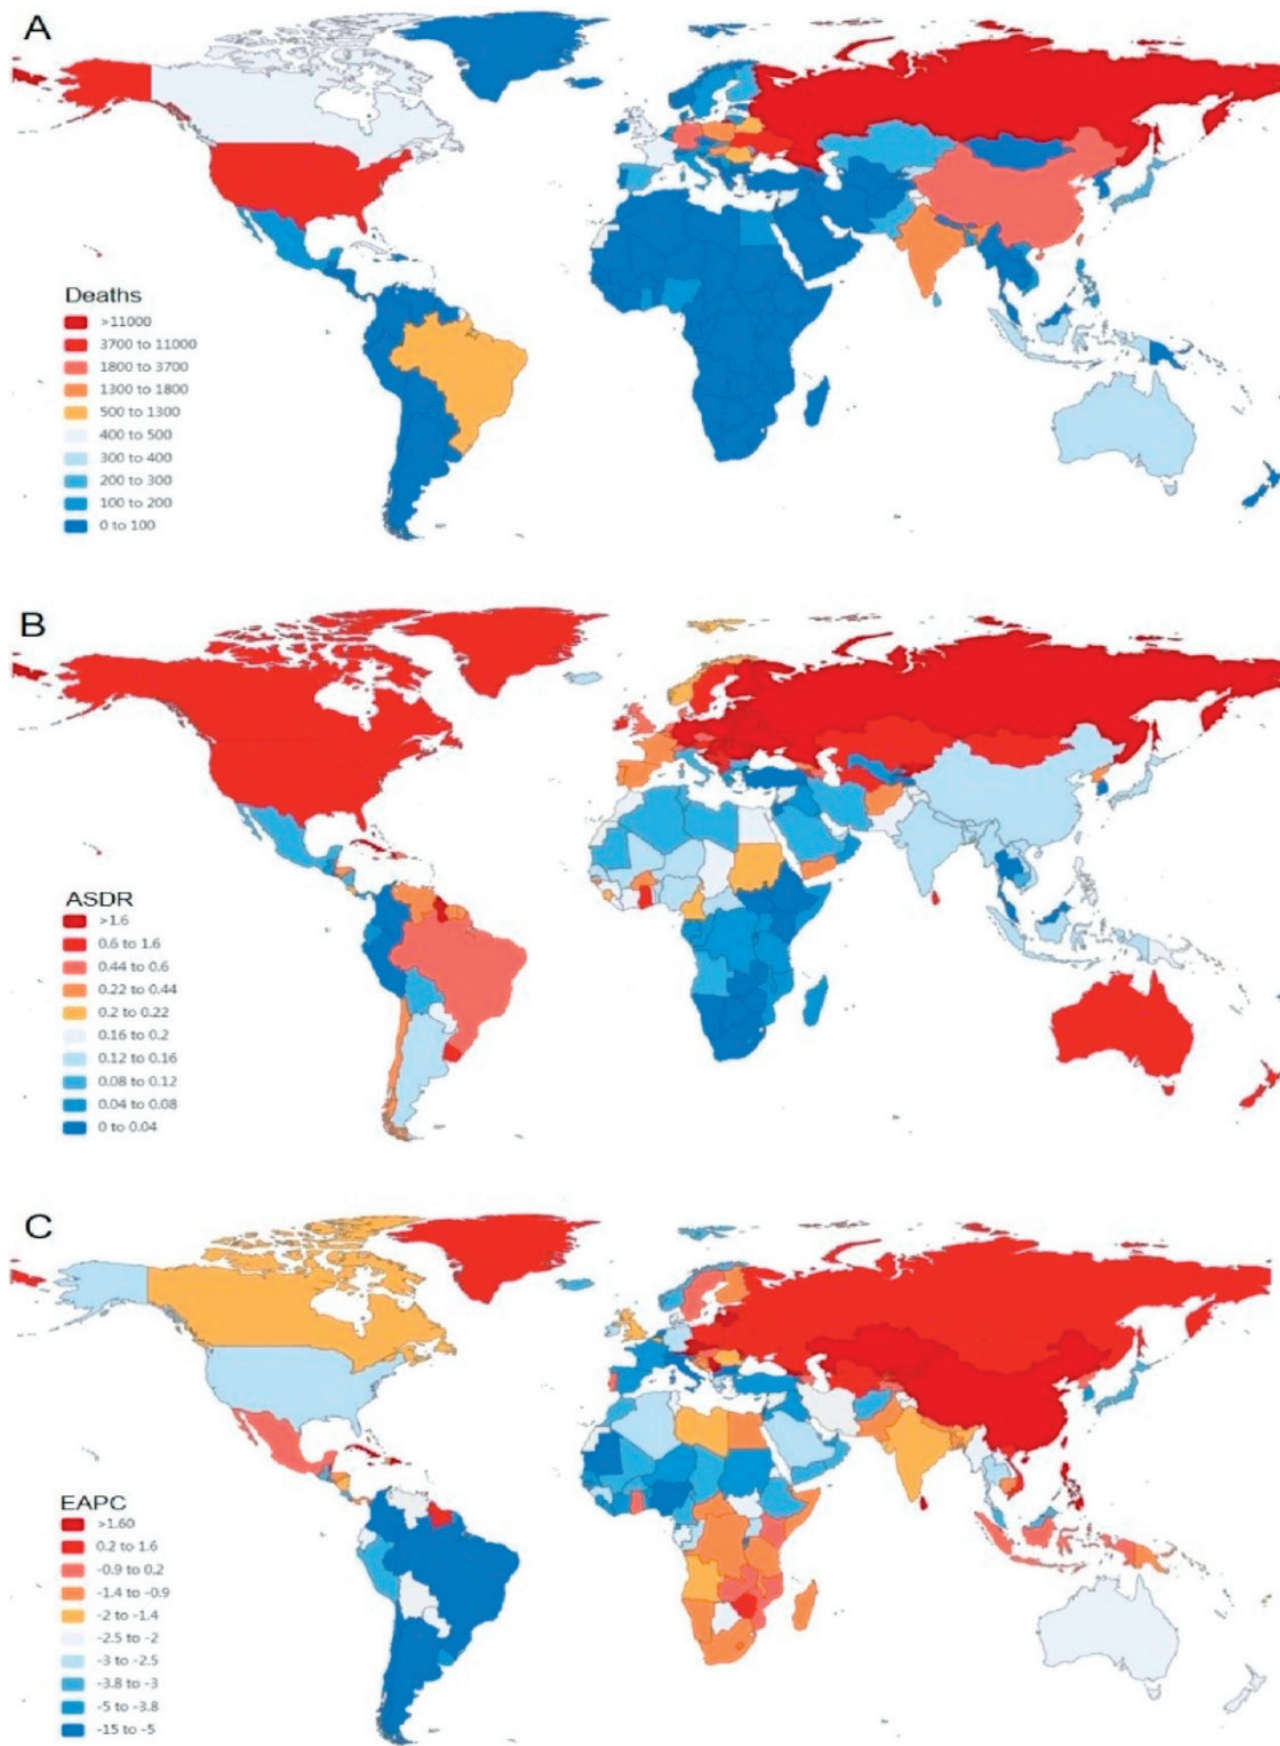 A
Deaths
>11000
3700 to 11000
1800 to 3700
1300 to 1800
500 to 1300
400 to 500
300 to 400
200 to 300
100 to 200
0 to 100
B
ASDR
>1.6
0.6 to 1.6
0.44 to 0.6
0.22 to 0.44
0.2 to 0.22
0.16 to 0.2
0.12 to 0.16
0.08 to 0.12
0.04 to 0.08
0 to 0.04
C
EAPC
>1.60
0.2 to 1.6
-0.9 to 0.2
-1.4 to -0.9
-2 to -1.4
-2.5 to -2
-3 to -2.5
-3.8 to -3
-5 to -3.8
-15 to -5